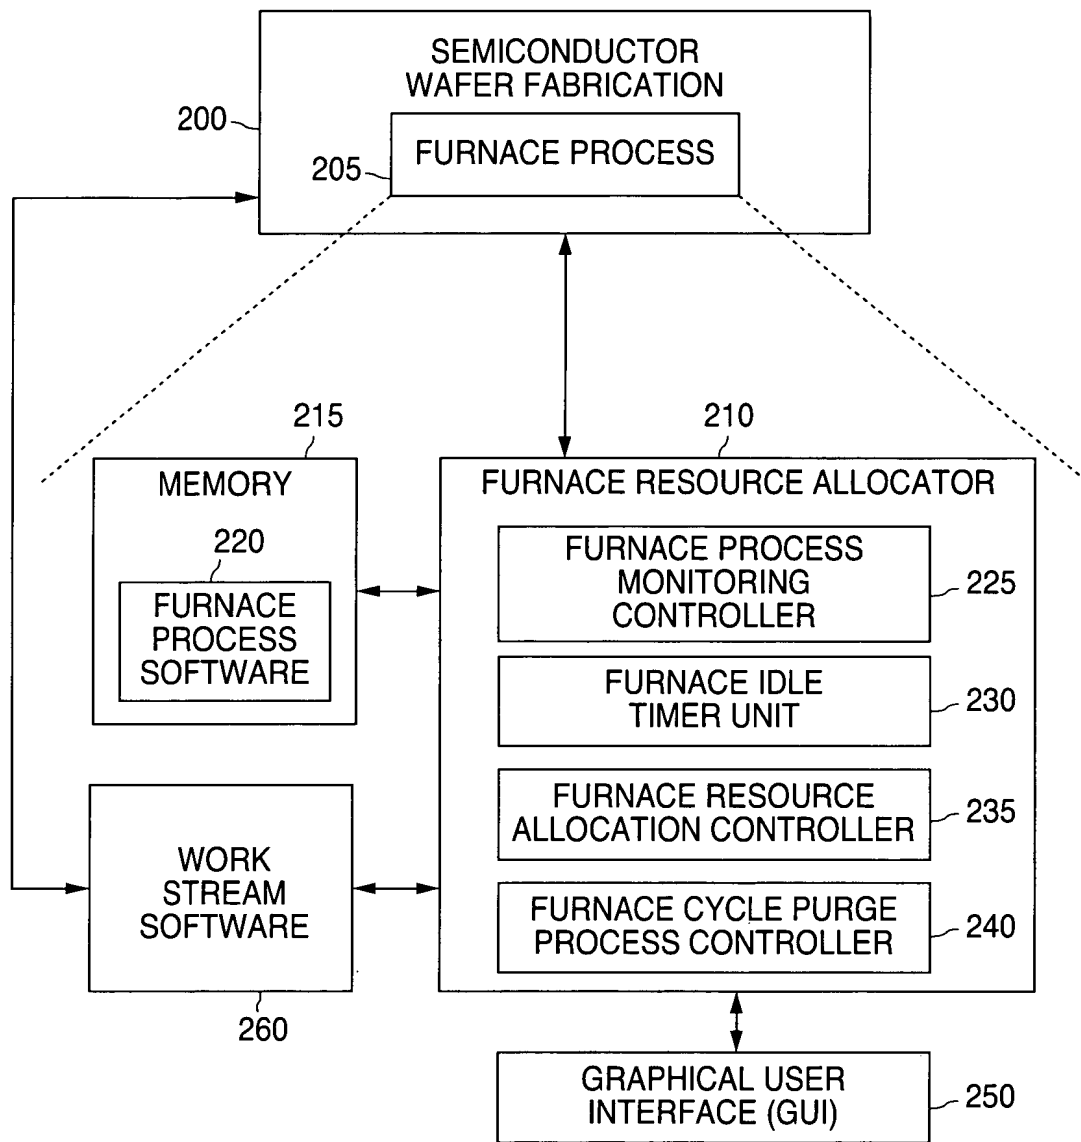 SEMICONDUCTOR
WAFER FABRICATION
200
FURNACE PROCESS
205
215
210
MEMORY
220
FURNACE
PROCESS
SOFTWARE
FURNACE RESOURCE ALLOCATOR
FURNACE PROCESS
MONITORING
CONTROLLER
225
FURNACE IDLE
TIMER UNIT
230
FURNACE RESOURCE
ALLOCATION CONTROLLER
235
WORK
STREAM
SOFTWARE
260
FURNACE CYCLE PURGE
PROCESS CONTROLLER
240
GRAPHICAL USER
INTERFACE (GUI)
250